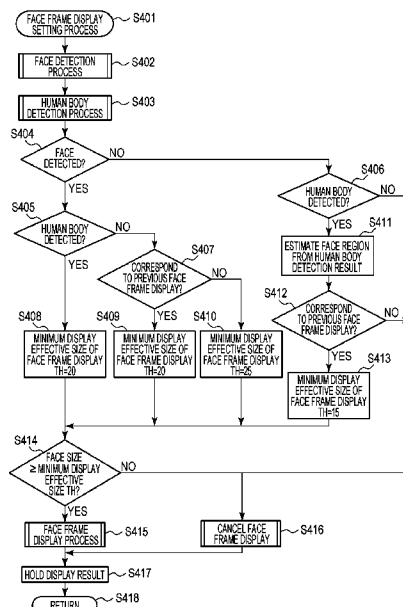 FACE FRAME DISPLAY
SETTING PROCESS
S401
FACE DETECTION
PROCESS
S402
HUMAN BODY
DETECTION PROCESS
S403
S404
FACE
DETECTED?
NO
YES
S406
HUMAN BODY
DETECTED?
NO
YES
S405
HUMAN BODY
DETECTED?
NO
YES
S407
CORRESPOND
TO PREVIOUS FACE
FRAME DISPLAY?
NO
YES
S411
ESTIMATE FACE REGION
FROM HUMAN BODY
DETECTION RESULT
S412
CORRESPOND
TO PREVIOUS FACE
FRAME DISPLAY?
NO
YES
S408
MINIMUM DISPLAY
EFFECTIVE SIZE OF
FACE FRAME DISPLAY
TH=20
S409
MINIMUM DISPLAY
EFFECTIVE SIZE OF
FACE FRAME DISPLAY
TH=20
S410
MINIMUM DISPLAY
EFFECTIVE SIZE OF
FACE FRAME DISPLAY
TH=25
S413
MINIMUM DISPLAY
EFFECTIVE SIZE OF
FACE FRAME DISPLAY
TH=15
S414
FACE SIZE
≥ MINIMUM DISPLAY
EFFECTIVE
SIZE TH?
NO
YES
FACE FRAME
DISPLAY PROCESS
S415
CANCEL FACE
FRAME DISPLAY
S416
HOLD DISPLAY RESULT
S417
RETURN
S418